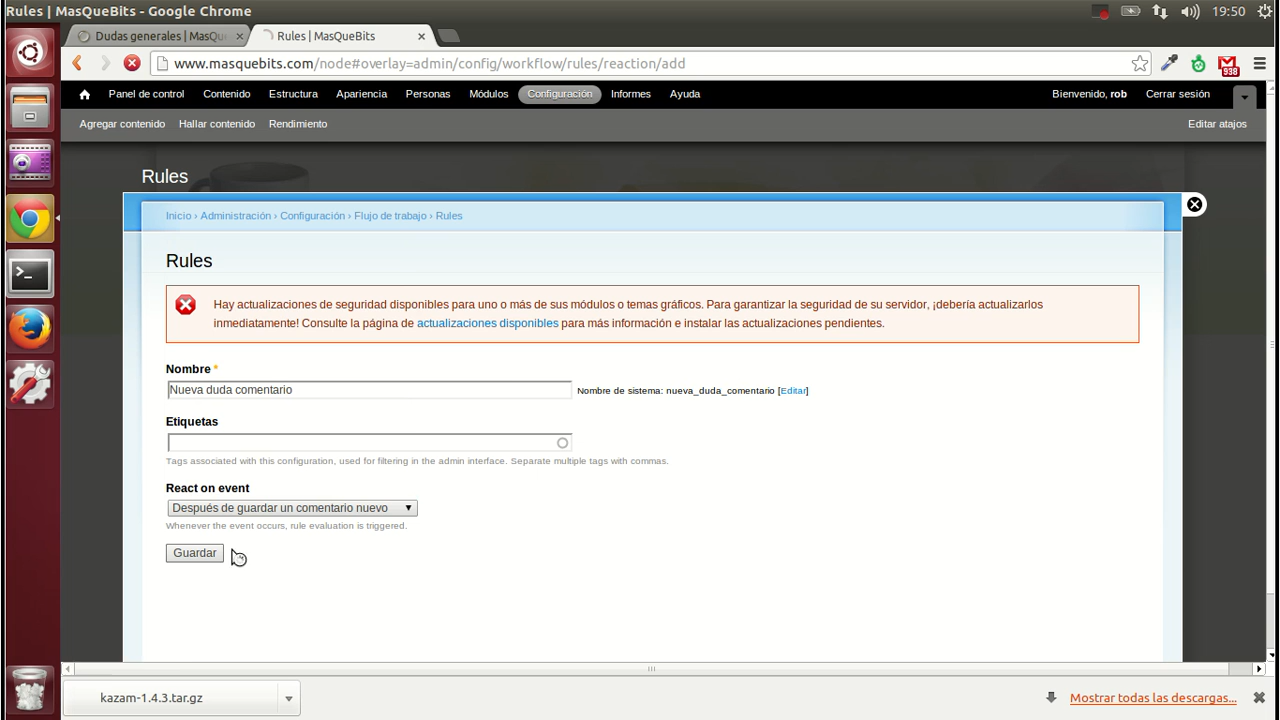 Rules | MasQueBits - Google Chrome
19:50
Dudas generales | MasQu
Rules | MasQueBits
www.masquebits.com/node#overlay=admin/config/workflow/rules/reaction/add
938
Panel de control Contenido Estructura Apariencia Personas Módulos Configuración Informes Ayuda
Bienvenido, rob Cerrar sesión
Agregar contenido Hallar contenido Rendimiento
Editar atajos
Rules
Inicio › Administración › Configuración › Flujo de trabajo › Rules
Rules
Hay actualizaciones de seguridad disponibles para uno o más de sus módulos o temas gráficos. Para garantizar la seguridad de su servidor, ¡debería actualizarlos
inmediatamente! Consulte la página de actualizaciones disponibles para más información e instalar las actualizaciones pendientes.
Nombre *
Nueva duda comentario
Nombre de sistema: nueva_duda_comentario [Editar]
Etiquetas
Tags associated with this configuration, used for filtering in the admin interface. Separate multiple tags with commas.
React on event
Después de guardar un comentario nuevo
Whenever the event occurs, rule evaluation is triggered.
Guardar
kazam-1.4.3.tar.gz
Mostrar todas las descargas...